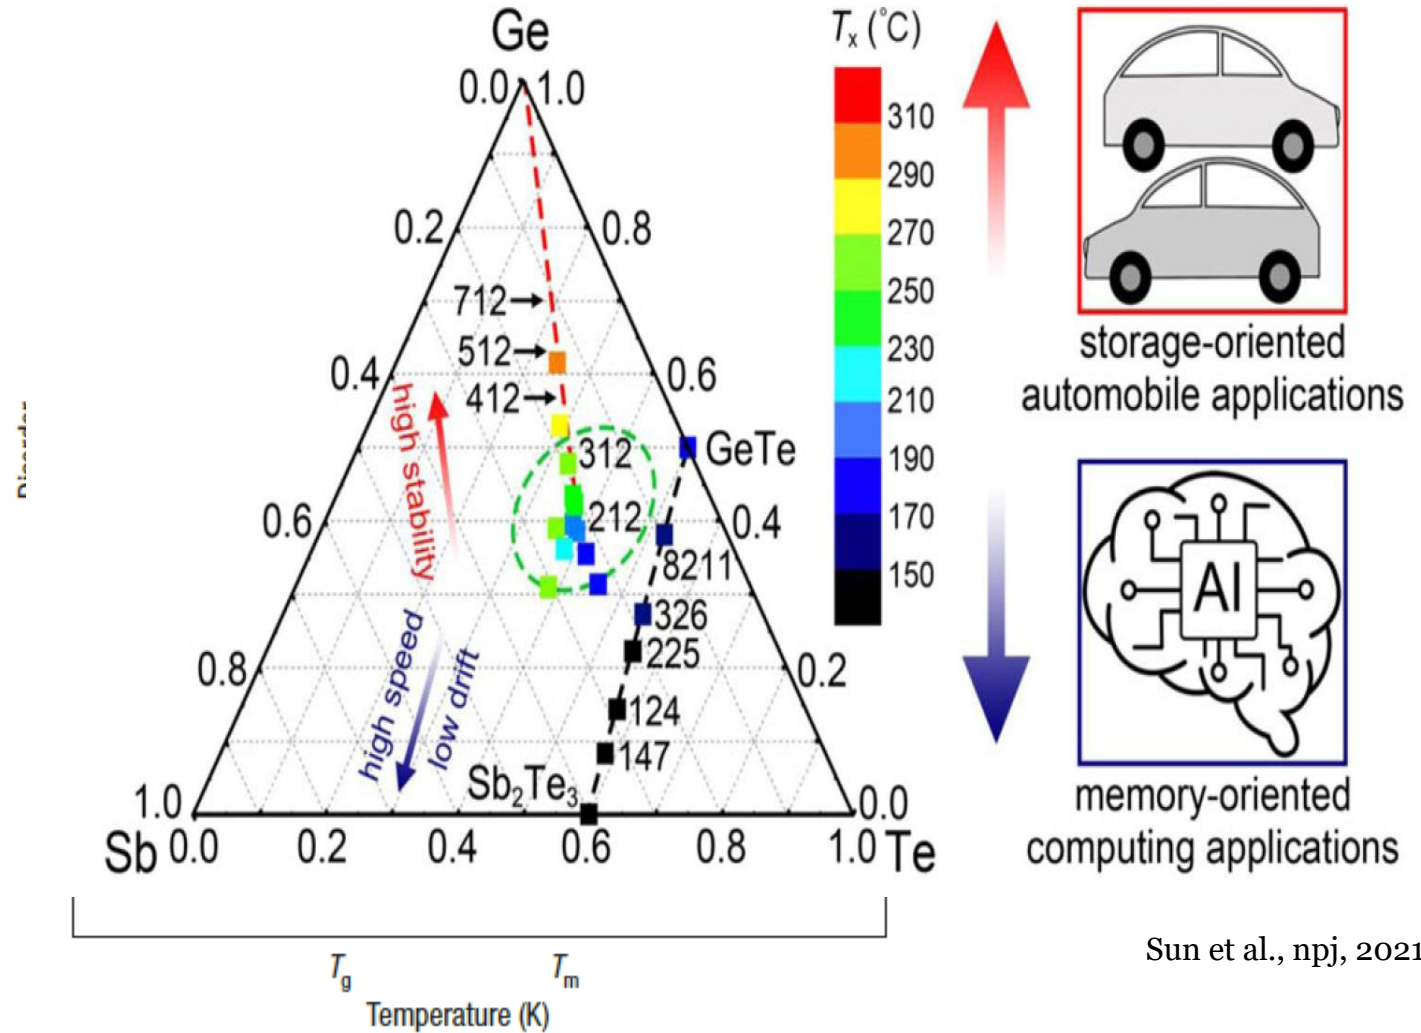 Ge
0.0 1.0
0.2 0.8
712
512
0.4 0.6
412
high stability
312
GeTe
212
0.6 0.4
8211
326
225
high speed
low drift
0.8 0.2
124
147
Sb2Te3
1.0 0.0
Sb 0.0 0.2 0.4 0.6 0.8 1.0 Te
Tx (°C)
310
290
270
250
230
210
190
170
150
storage-oriented
automobile applications
AI
memory-oriented
computing applications
Tg Tm
Temperature (K)
Sun et al., npj, 2021